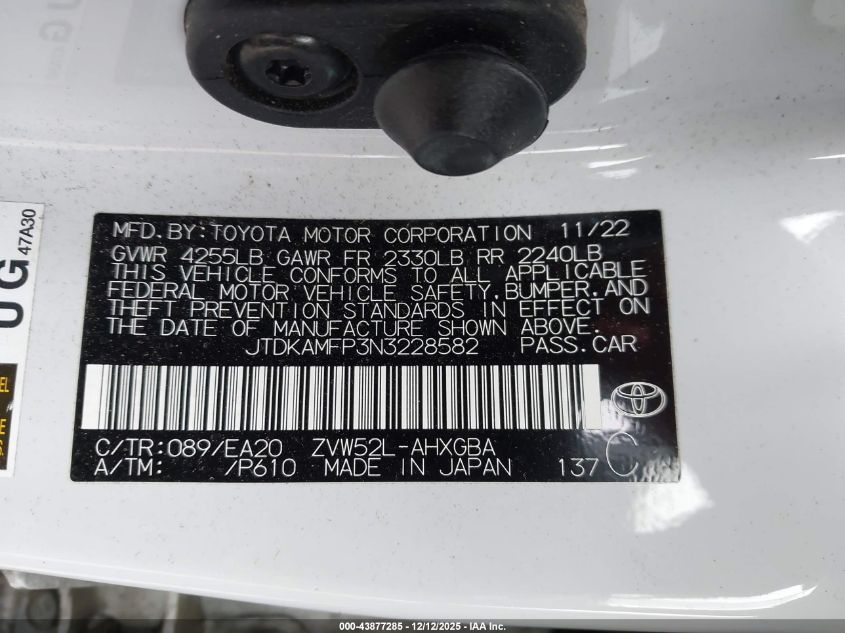 MFD.BY:TOYOTA MOTOR CORPORATION 11/22
GVWR 4255LB GAWR FR 2330LB RR 2240LB
THIS VEHICLE CONFORMS TO ALL APPLICABLE
FEDERAL MOTOR VEHICLE SAFETY,BUMPER,AND
THEFT PREVENTION STANDARDS IN EFFECT ON
THE DATE OF MANUFACTURE SHOWN ABOVE.
JTDKAMFP3N3228582 PASS.CAR
C/TR:089/EA20 ZVW52L-AHXGBA
A/TM: /P610 MADE IN JAPAN 137 C
UG
47A30
000-43877285 - 12/12/2025 - IAA Inc.